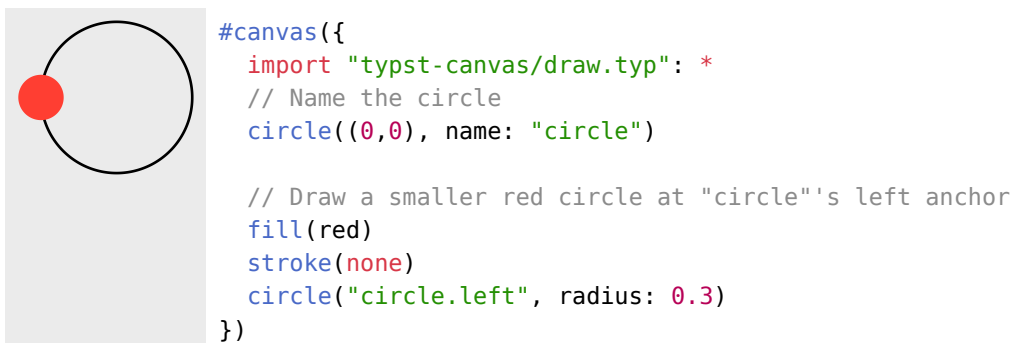 #canvas({
  import "typst-canvas/draw.typ": *
  // Name the circle
  circle((0,0), name: "circle")

  // Draw a smaller red circle at "circle"'s left anchor
  fill(red)
  stroke(none)
  circle("circle.left", radius: 0.3)
})